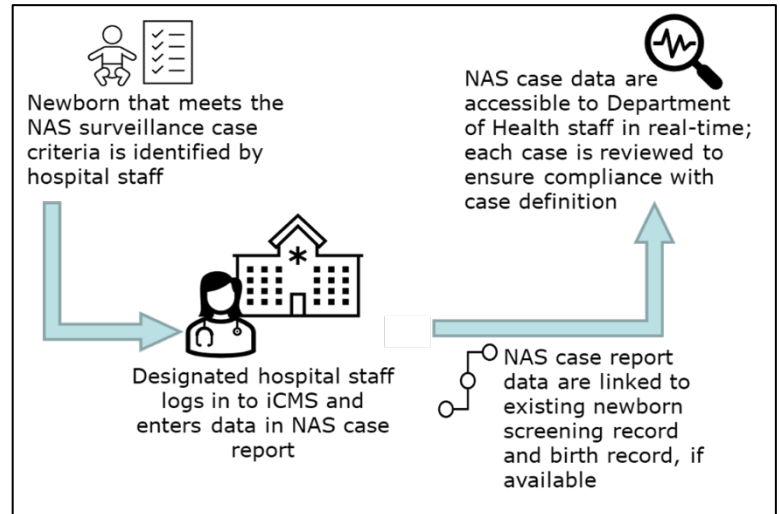 Newborn that meets the
NAS surveillance case
criteria is identified by
hospital staff
Designated hospital staff
logs in to iCMS and
enters data in NAS case
report
NAS case report
data are linked to
existing newborn
screening record
and birth record, if
available
NAS case data are
accessible to Department
of Health staff in real-time;
each case is reviewed to
ensure compliance with
case definition